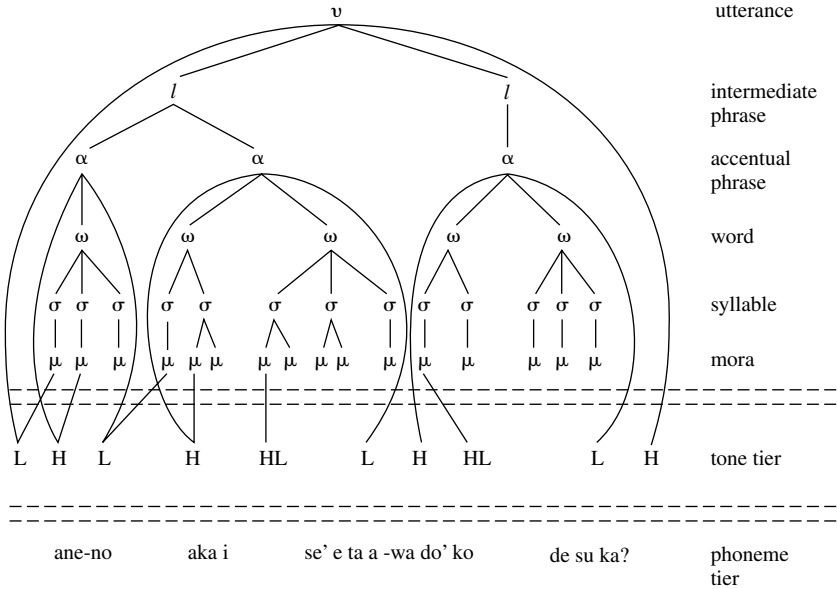 υ utterance
l l intermediate
phrase
α α α accentual
phrase
ω ω ω ω ω word
σ σ σ σ σ σ σ σ σ σ σ σ σ syllable
μ μ μ μ μ μ μ μ μ μ μ μ μ μ μ μ mora
L H L H HL L H HL L H tone tier
ane-no aka i se’ e ta a -wa do’ ko de su ka? phoneme
tier